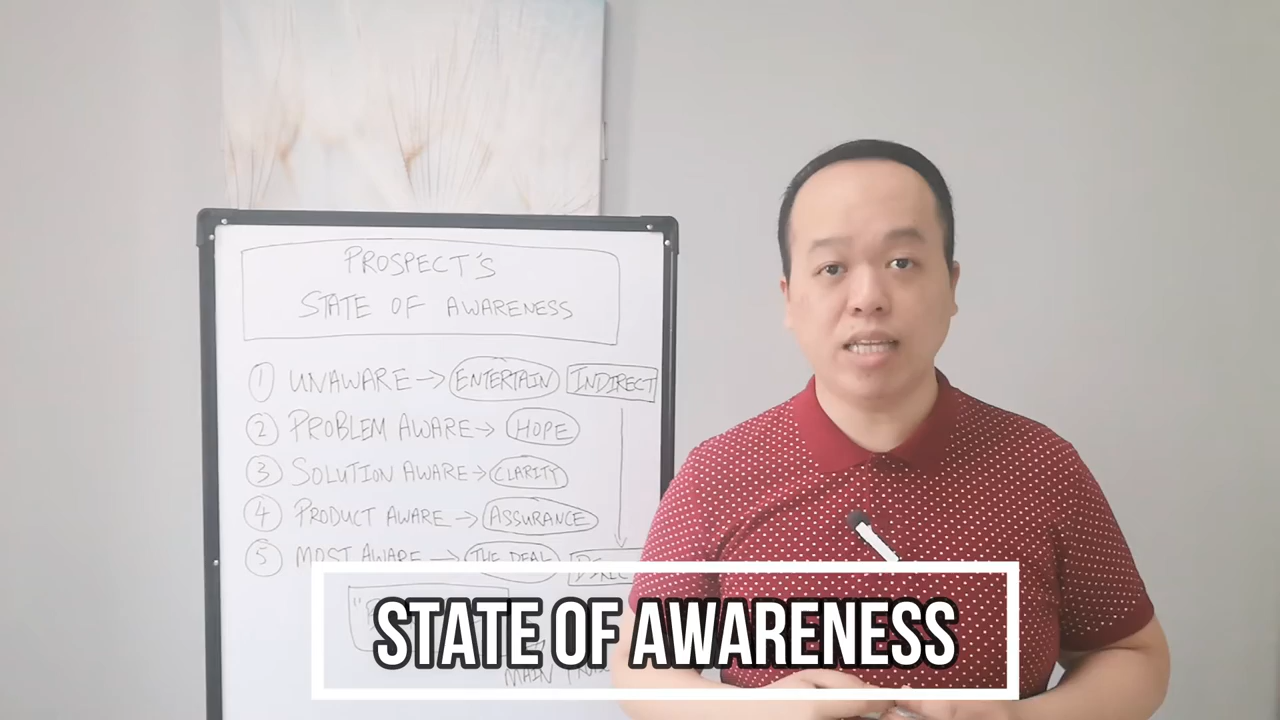 PROSPECT'S
STATE OF AWARENESS
1 UNAWARE → ENTERTAIN INDIRECT
2 PROBLEM AWARE → HOPE
3 SOLUTION AWARE → CLARITY
4 PRODUCT AWARE → ASSURANCE
5 MOST AWARE → THE DEAL
STATE OF AWARENESS
MAIN